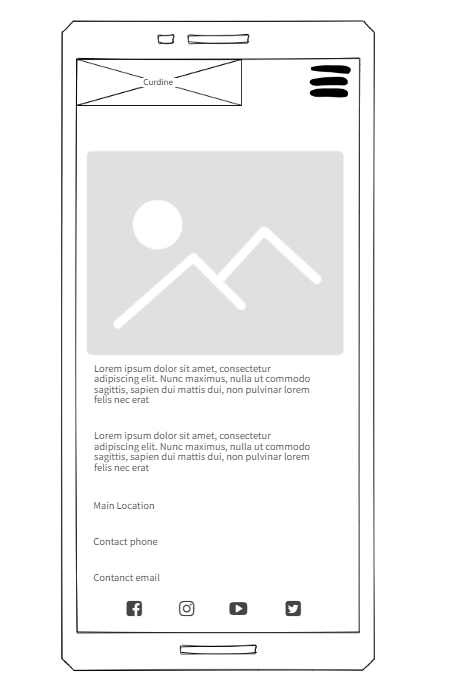 Curdine
Lorem ipsum dolor sit amet, consectetur
adipiscing elit. Nunc maximus, nulla ut commodo
sagittis, sapien dui mattis dui, non pulvinar lorem
felis nec erat
Lorem ipsum dolor sit amet, consectetur
adipiscing elit. Nunc maximus, nulla ut commodo
sagittis, sapien dui mattis dui, non pulvinar lorem
felis nec erat
Main Location
Contact phone
Contanct email